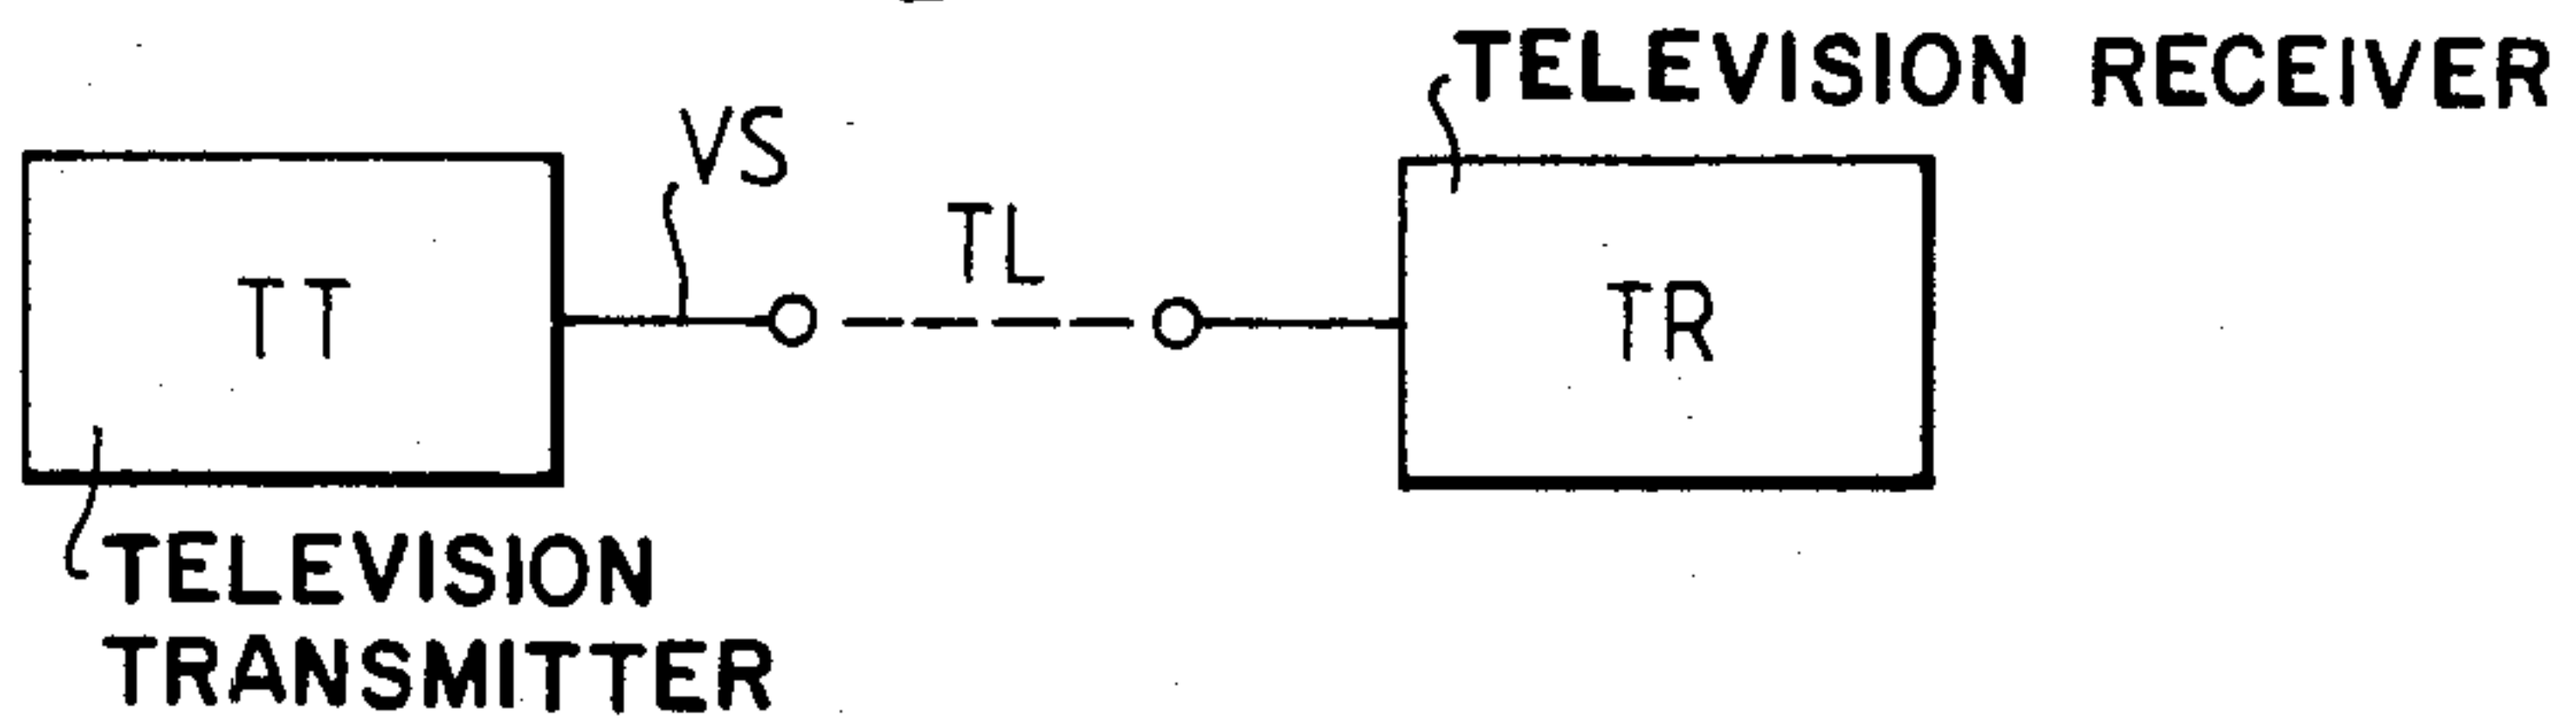 TELEVISION RECEIVER
VS
TL
TT
TR
TELEVISION
TRANSMITTER